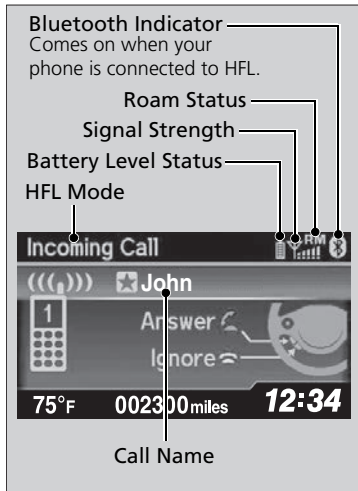 Bluetooth Indicator
Comes on when your
phone is connected to HFL.
Roam Status
Signal Strength
Battery Level Status
HFL Mode
Incoming Call
RM
John
1
Answer
Ignore
75°F 002300 miles 12:34
Call Name